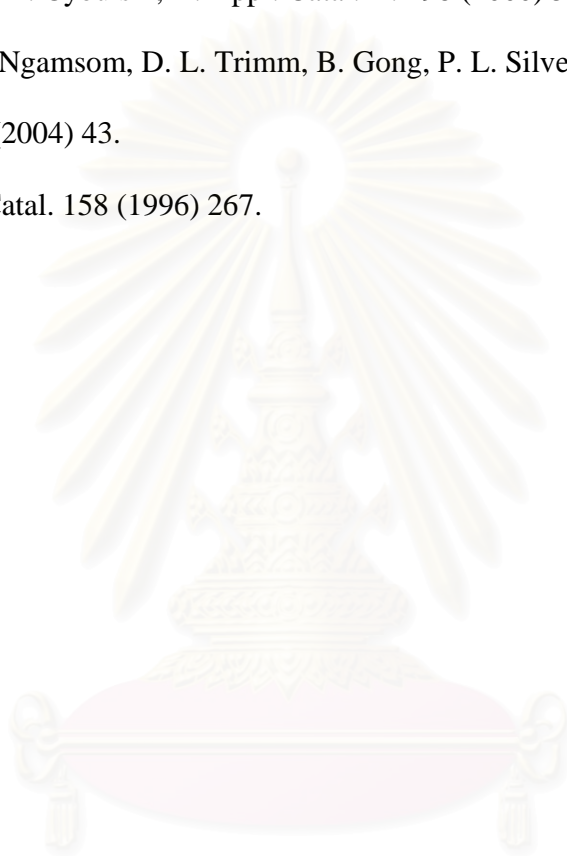 Ngamsom, D. L. Trimm, B. Gong, P. L. Silve
(2004) 43.
Catal. 158 (1996) 267.